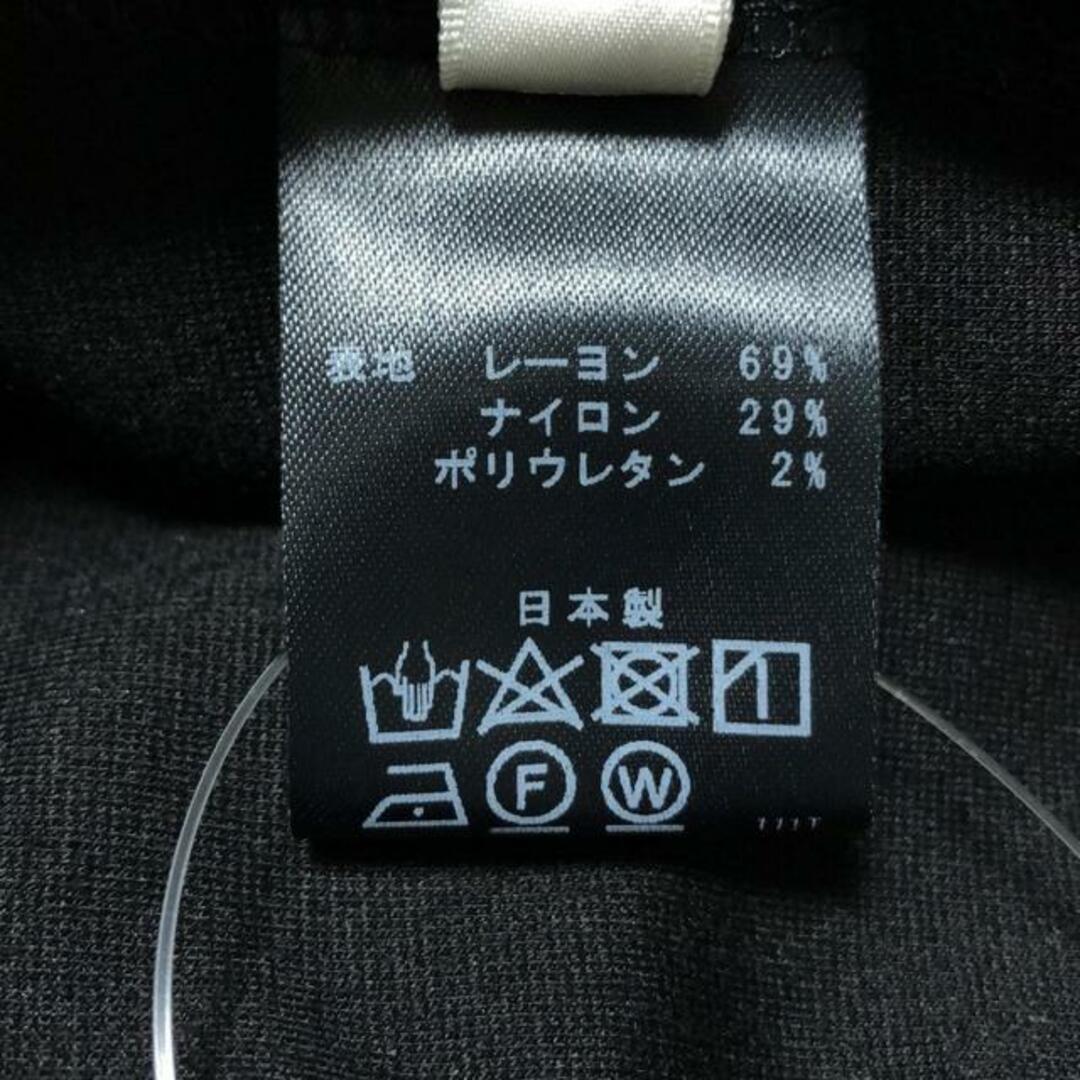 表地 レーヨン 69%
ナイロン 29%
ポリウレタン 2%
日本製
F W